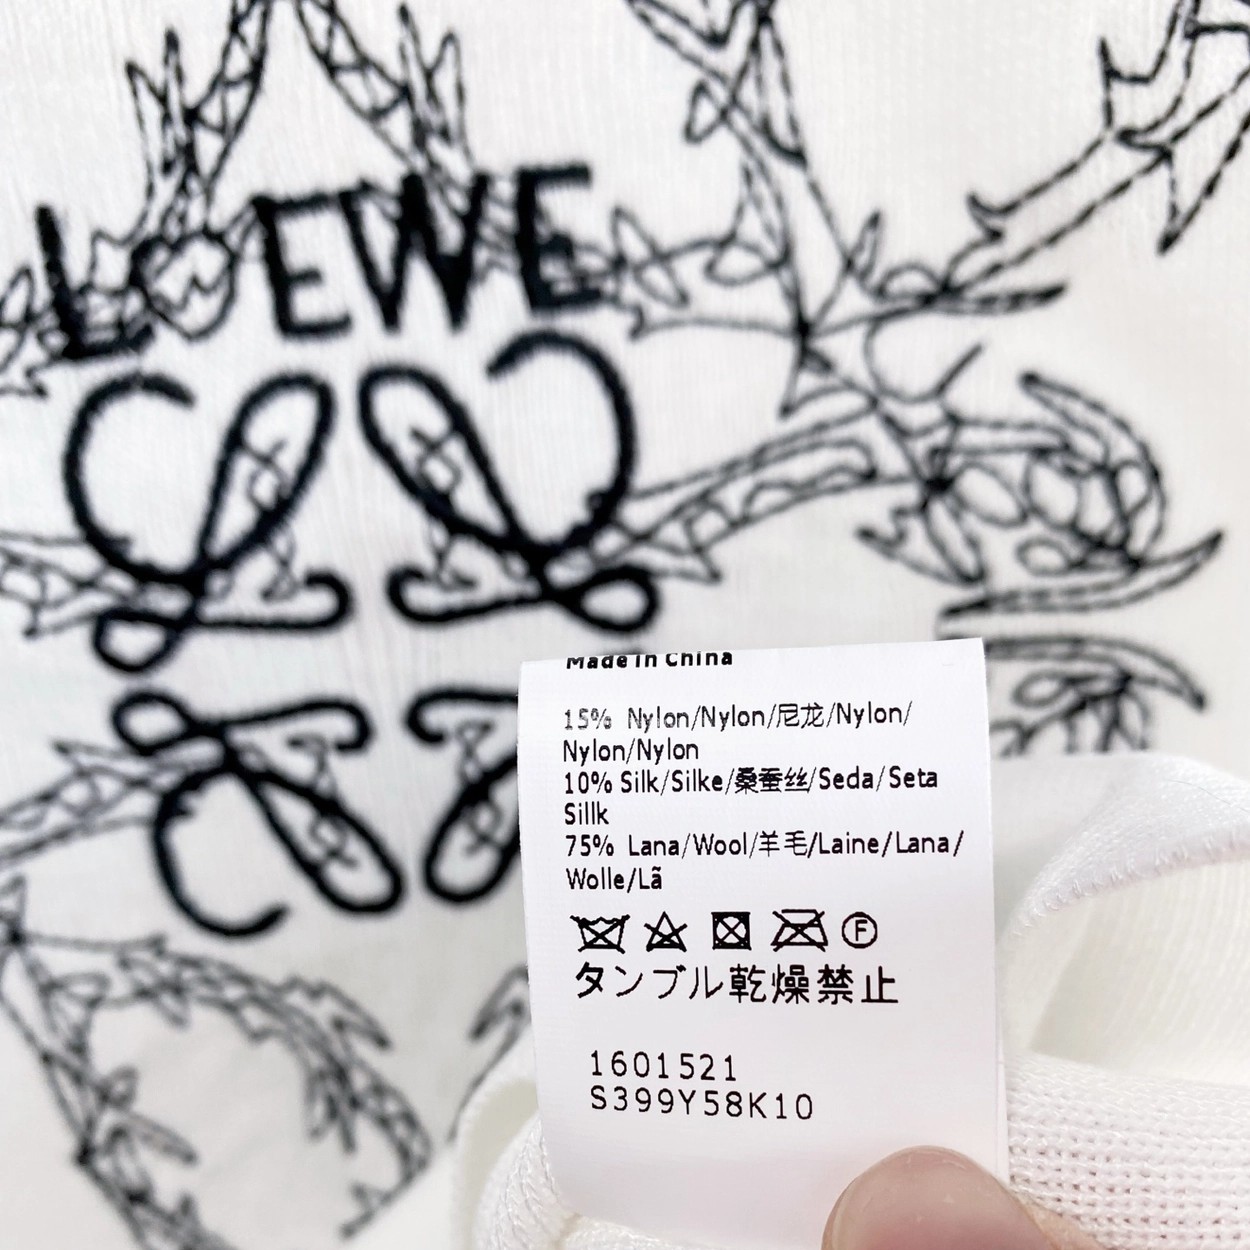 LOEWE
Made in China
15% Nylon/Nylon/尼龙/Nylon/
Nylon/Nylon
10% Silk/Silke/桑蚕丝/Seda/Seta
Sillk
75% Lana/Wool/羊毛/Laine/Lana/
Wolle/Lã
F
タンブル乾燥禁止
1601521
S399Y58K10